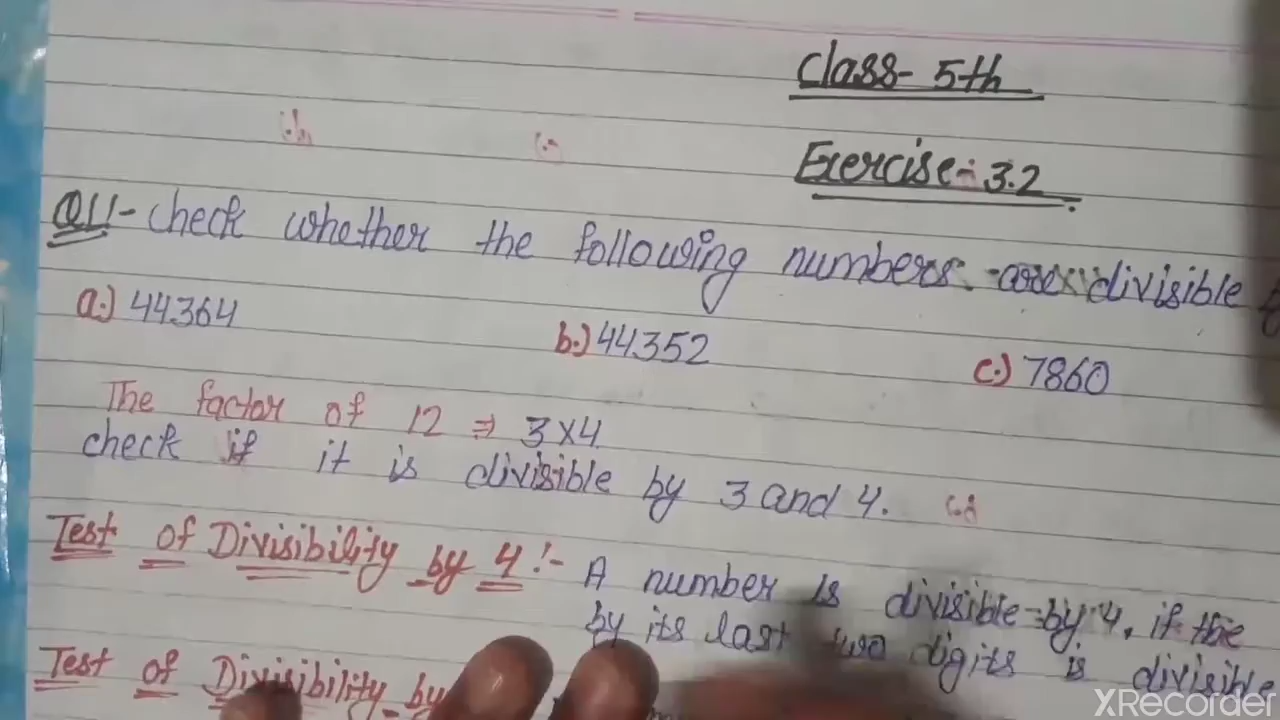 Class- 5th
Exercise- 3.2
Q1!- Check whether the following numbers are divisible
a.) 44364
b.) 44352
c.) 7860
The factor of 12 ⇒ 3x4
check if it is divisible by 3 and 4.
Test of Divisibility by 4 !- A number is divisible by 4, if the
by its last two digits is divisible
Test of Divisibility by
XRecorder